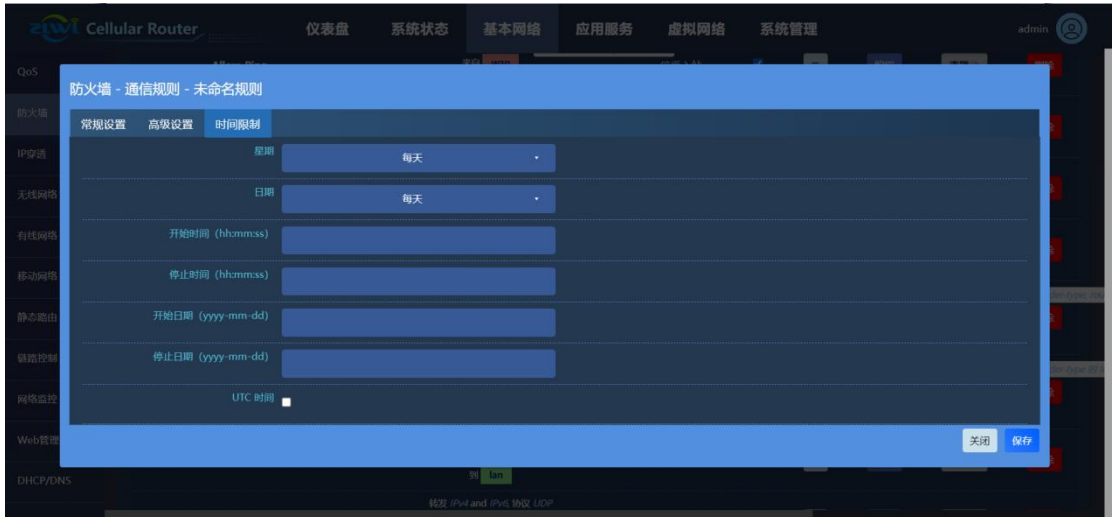 ziwi Cellular Router 仪表盘 系统状态 基本网络 应用服务 虚拟网络 系统管理 admin
QoS
防火墙
IP穿透
无线网络
有线网络
移动网络
静态路由
链路控制
网络监控
Web管理
DHCP/DNS
防火墙 - 通信规则 - 未命名规则
常规设置 高级设置 时间限制
星期 每天
日期 每天
开始时间 (hh:mm:ss)
停止时间 (hh:mm:ss)
开始日期 (yyyy-mm-dd)
停止日期 (yyyy-mm-dd)
UTC 时间
关闭 保存
到 lan
转发 IPv4 and IPv6, 协议 UDP